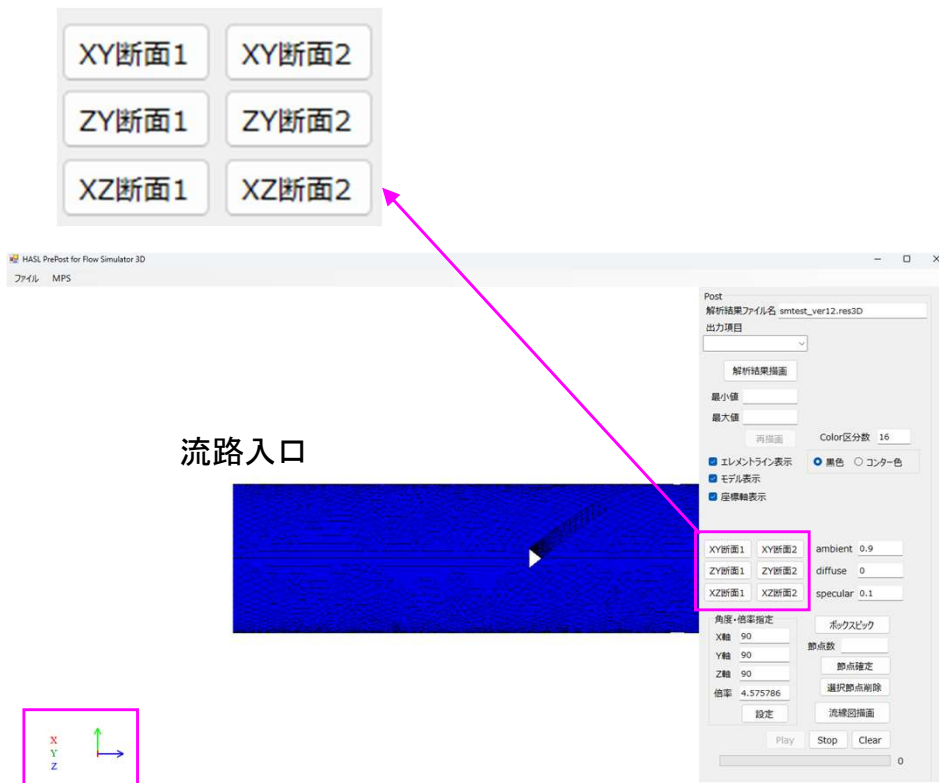 XY断面1 XY断面2
ZY断面1 ZY断面2
XZ断面1 XZ断面2
HASL PrePost for Flow Simulator 3D
ファイル MPS
流路入口
X
Y
Z
Post
解析結果ファイル名 smtest_ver12.res3D
出力項目
解析結果描画
最小値
最大値
再描画 Color区分数 16
エレメントライン表示 黒色 コンター色
モデル表示
座標軸表示
XY断面1 XY断面2 ambient 0.9
ZY断面1 ZY断面2 diffuse 0
XZ断面1 XZ断面2 specular 0.1
角度・倍率指定 ボックスピック
X軸 90 節点数
Y軸 90 節点確定
Z軸 90 選択節点削除
倍率 4.575786
設定 流線図描画
Play Stop Clear
0